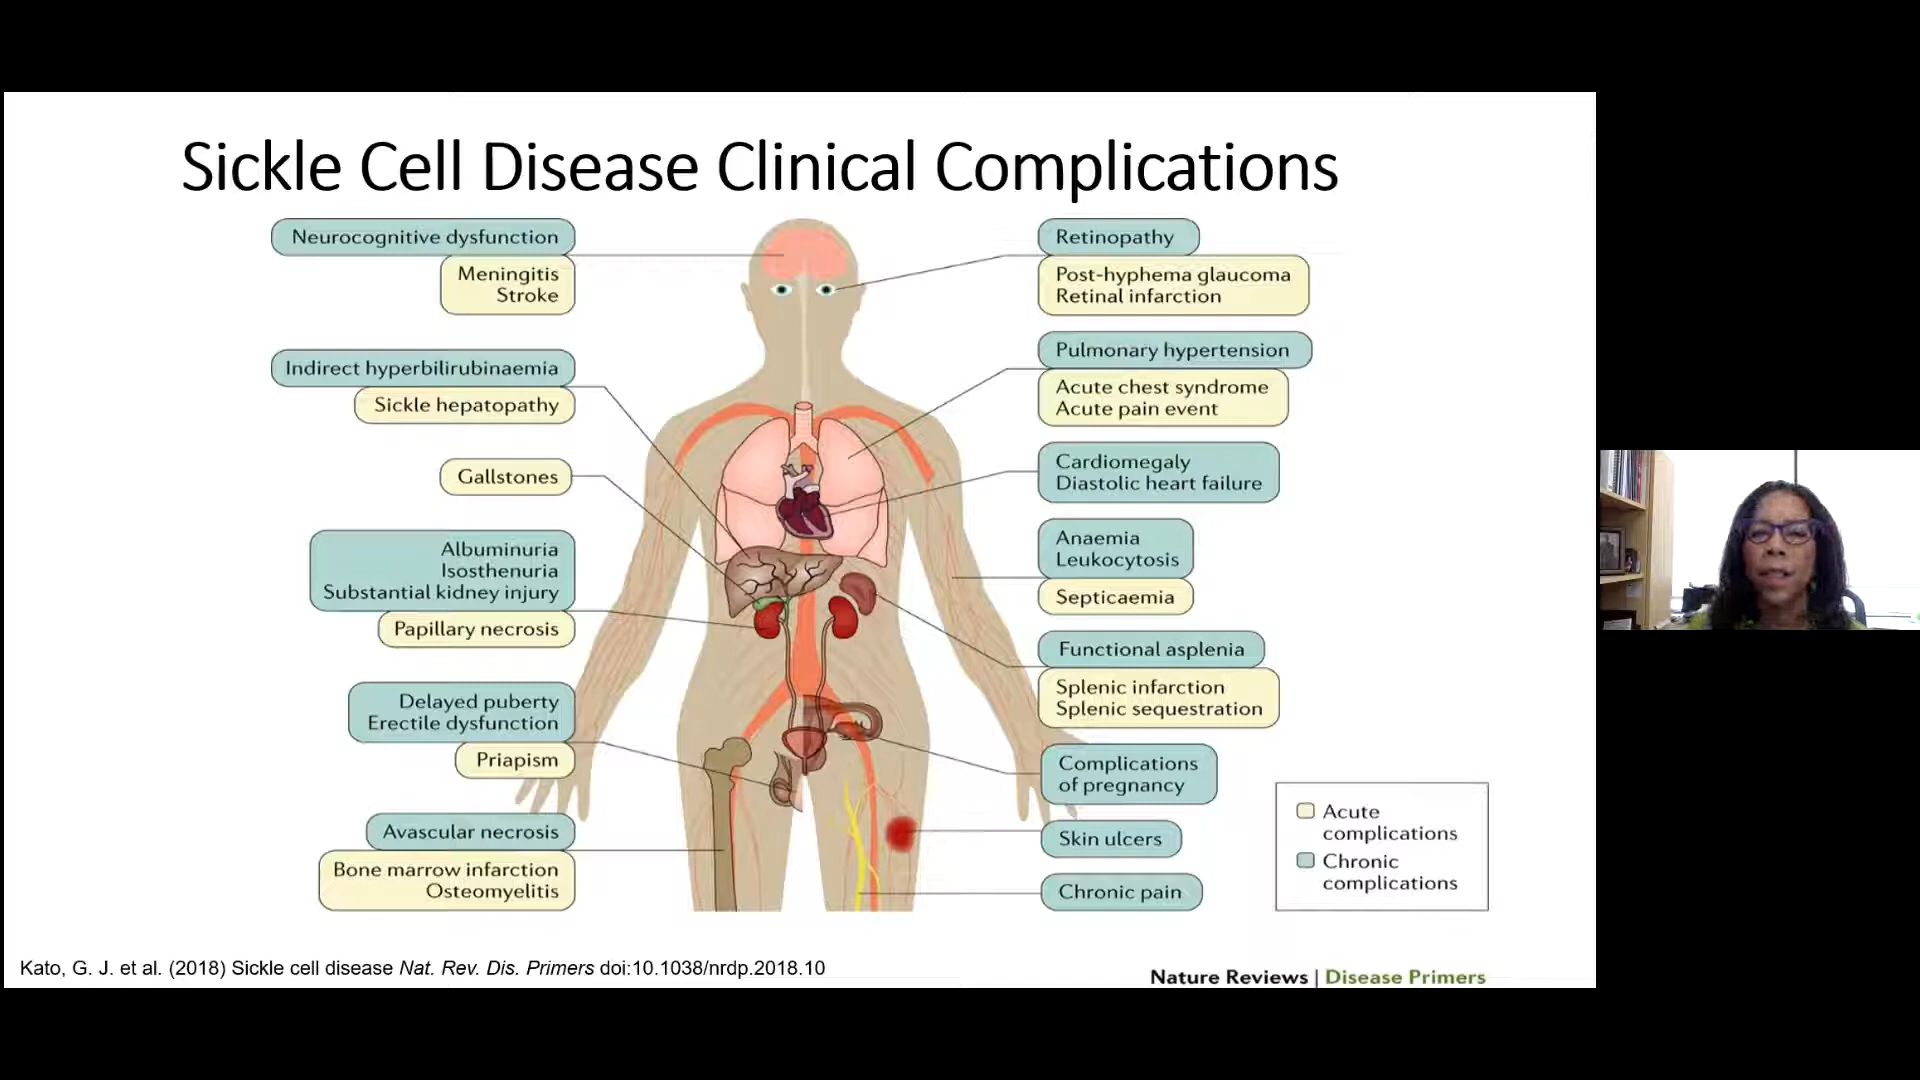 Sickle Cell Disease Clinical Complications
Neurocognitive dysfunction
Meningitis
Stroke
Indirect hyperbilirubinaemia
Sickle hepatopathy
Gallstones
Albuminuria
Isosthenuria
Substantial kidney injury
Papillary necrosis
Delayed puberty
Erectile dysfunction
Priapism
Avascular necrosis
Bone marrow infarction
Osteomyelitis
Retinopathy
Post-hyphema glaucoma
Retinal infarction
Pulmonary hypertension
Acute chest syndrome
Acute pain event
Cardiomegaly
Diastolic heart failure
Anaemia
Leukocytosis
Septicaemia
Functional asplenia
Splenic infarction
Splenic sequestration
Complications
of pregnancy
Skin ulcers
Chronic pain
Acute
complications
Chronic
complications
Kato, G. J. et al. (2018) Sickle cell disease Nat. Rev. Dis. Primers doi:10.1038/nrdp.2018.10
Nature Reviews | Disease Primers